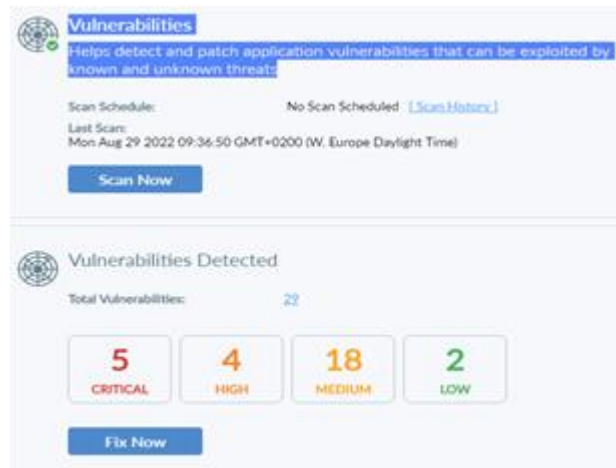 Vulnerabilities
Helps detect and patch application vulnerabilities that can be exploited by
known and unknown threats
Scan Schedule: No Scan Scheduled [ Scan History ]
Last Scan:
Mon Aug 29 2022 09:36:50 GMT+0200 (W. Europe Daylight Time)
Scan Now
Vulnerabilities Detected
Total Vulnerabilities: 29
5 4 18 2
CRITICAL HIGH MEDIUM LOW
Fix Now